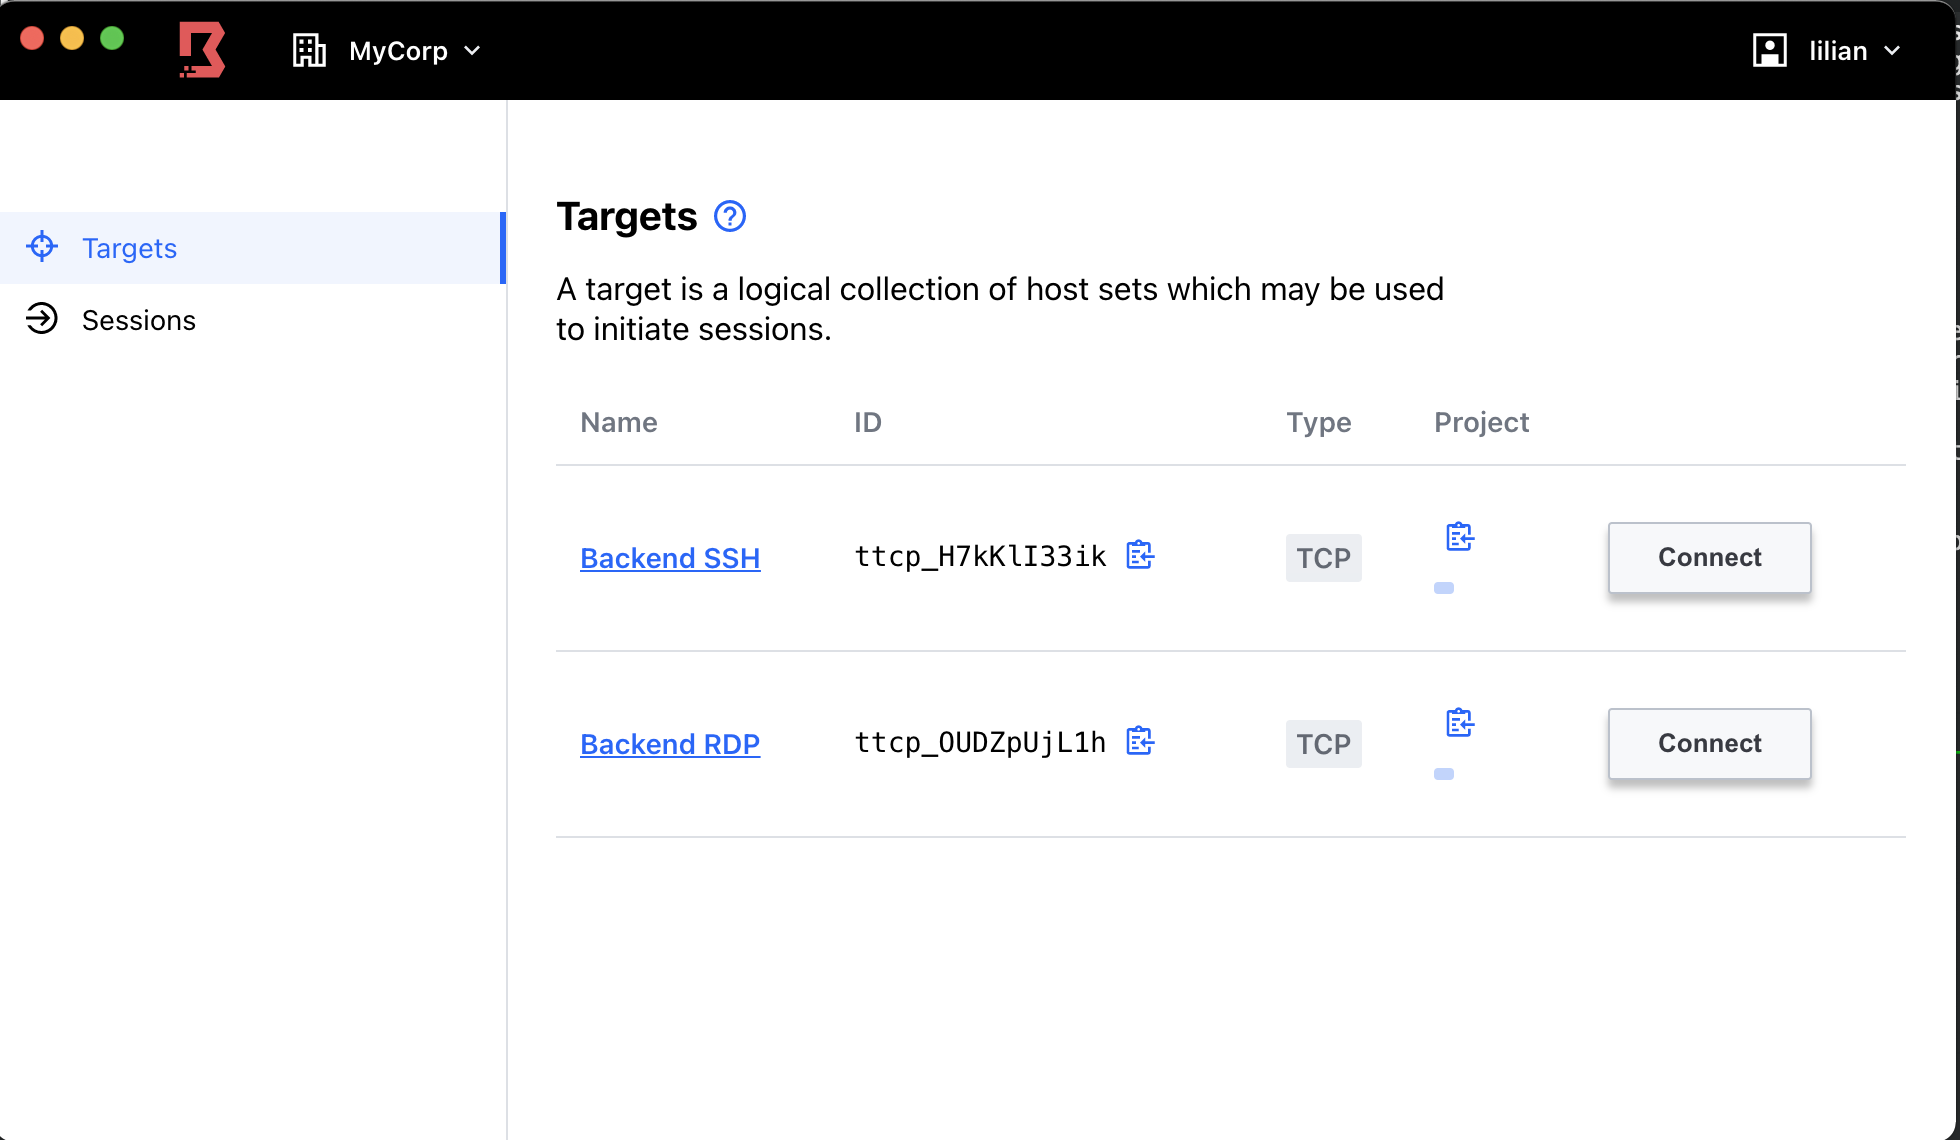 MyCorp
lilian
Targets
Sessions
Targets
A target is a logical collection of host sets which may be used
to initiate sessions.
Name ID Type Project
Backend SSH ttcp_H7kKlI33ik TCP Connect
Backend RDP ttcp_OUDZpUjL1h TCP Connect